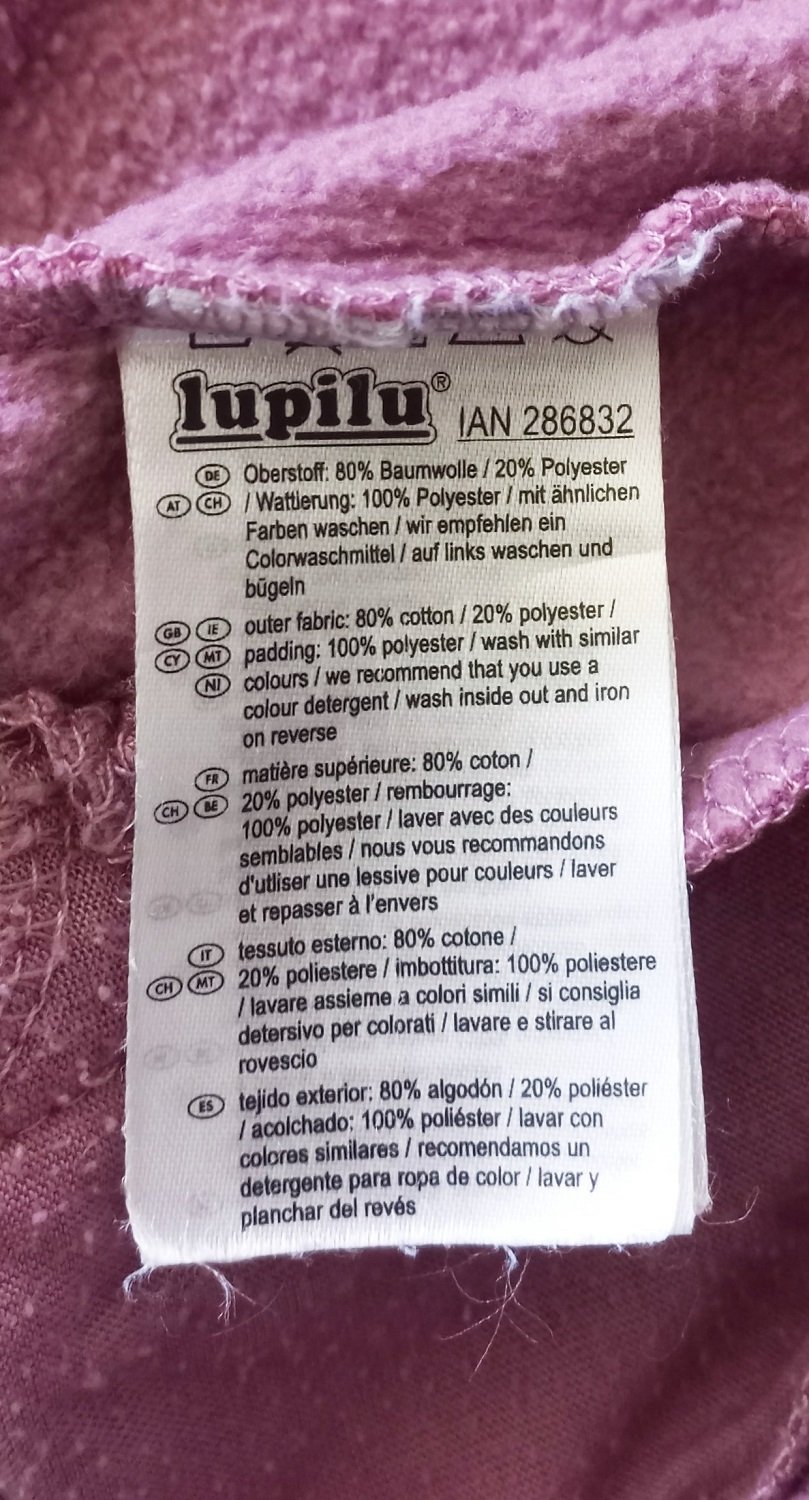 lupilu® IAN 286832
DE Oberstoff: 80% Baumwolle / 20% Polyester
AT CH / Wattierung: 100% Polyester / mit ähnlichen
Farben waschen / wir empfehlen ein
Colorwaschmittel / auf links waschen und
bügeln
GB IE outer fabric: 80% cotton / 20% polyester /
CY MT padding: 100% polyester / wash with similar
NI colours / we recommend that you use a
colour detergent / wash inside out and iron
on reverse
FR matière supérieure: 80% coton /
CH BE 20% polyester / rembourrage:
100% polyester / laver avec des couleurs
semblables / nous vous recommandons
d'utliser une lessive pour couleurs / laver
et repasser à l'envers
IT tessuto esterno: 80% cotone /
CH MT 20% poliestere / imbottitura: 100% poliestere
/ lavare assieme a colori simili / si consiglia
detersivo per colorati / lavare e stirare al
rovescio
ES tejido exterior: 80% algodón / 20% poliéster
/ acolchado: 100% poliéster / lavar con
colores similares / recomendamos un
detergente para ropa de color / lavar y
planchar del revés